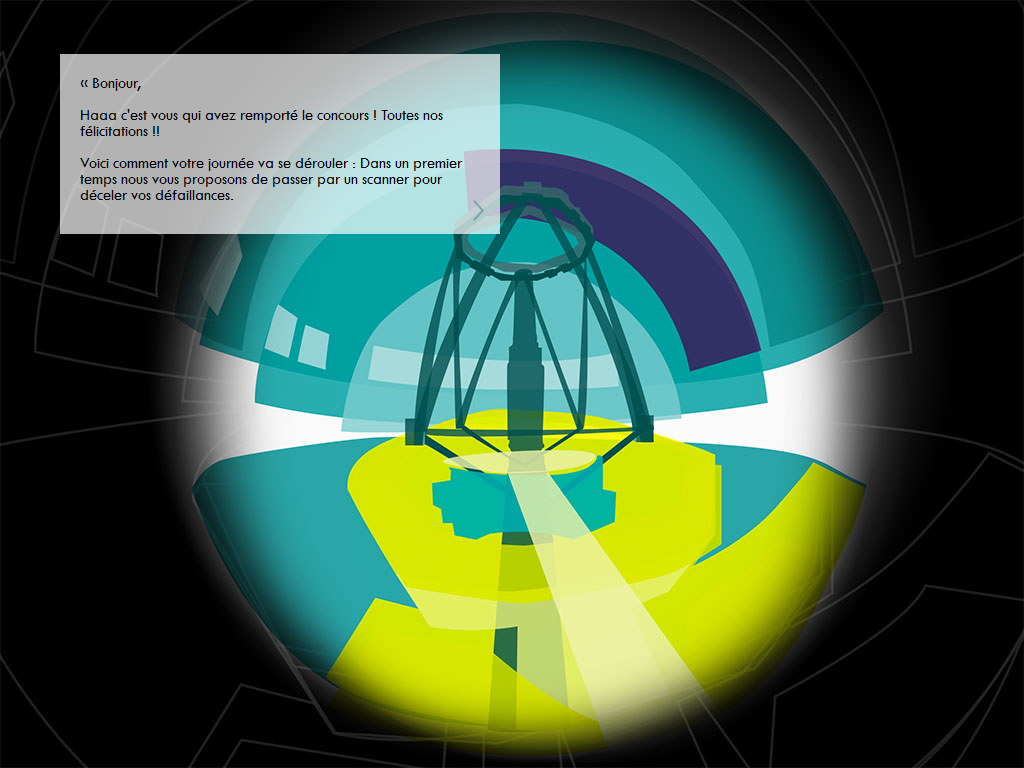 « Bonjour,
Haaa c'est vous qui avez remporté le concours ! Toutes nos
félicitations !!
Voici comment votre journée va se dérouler : Dans un premier
temps nous vous proposons de passer par un scanner pour
déceler vos défaillances.